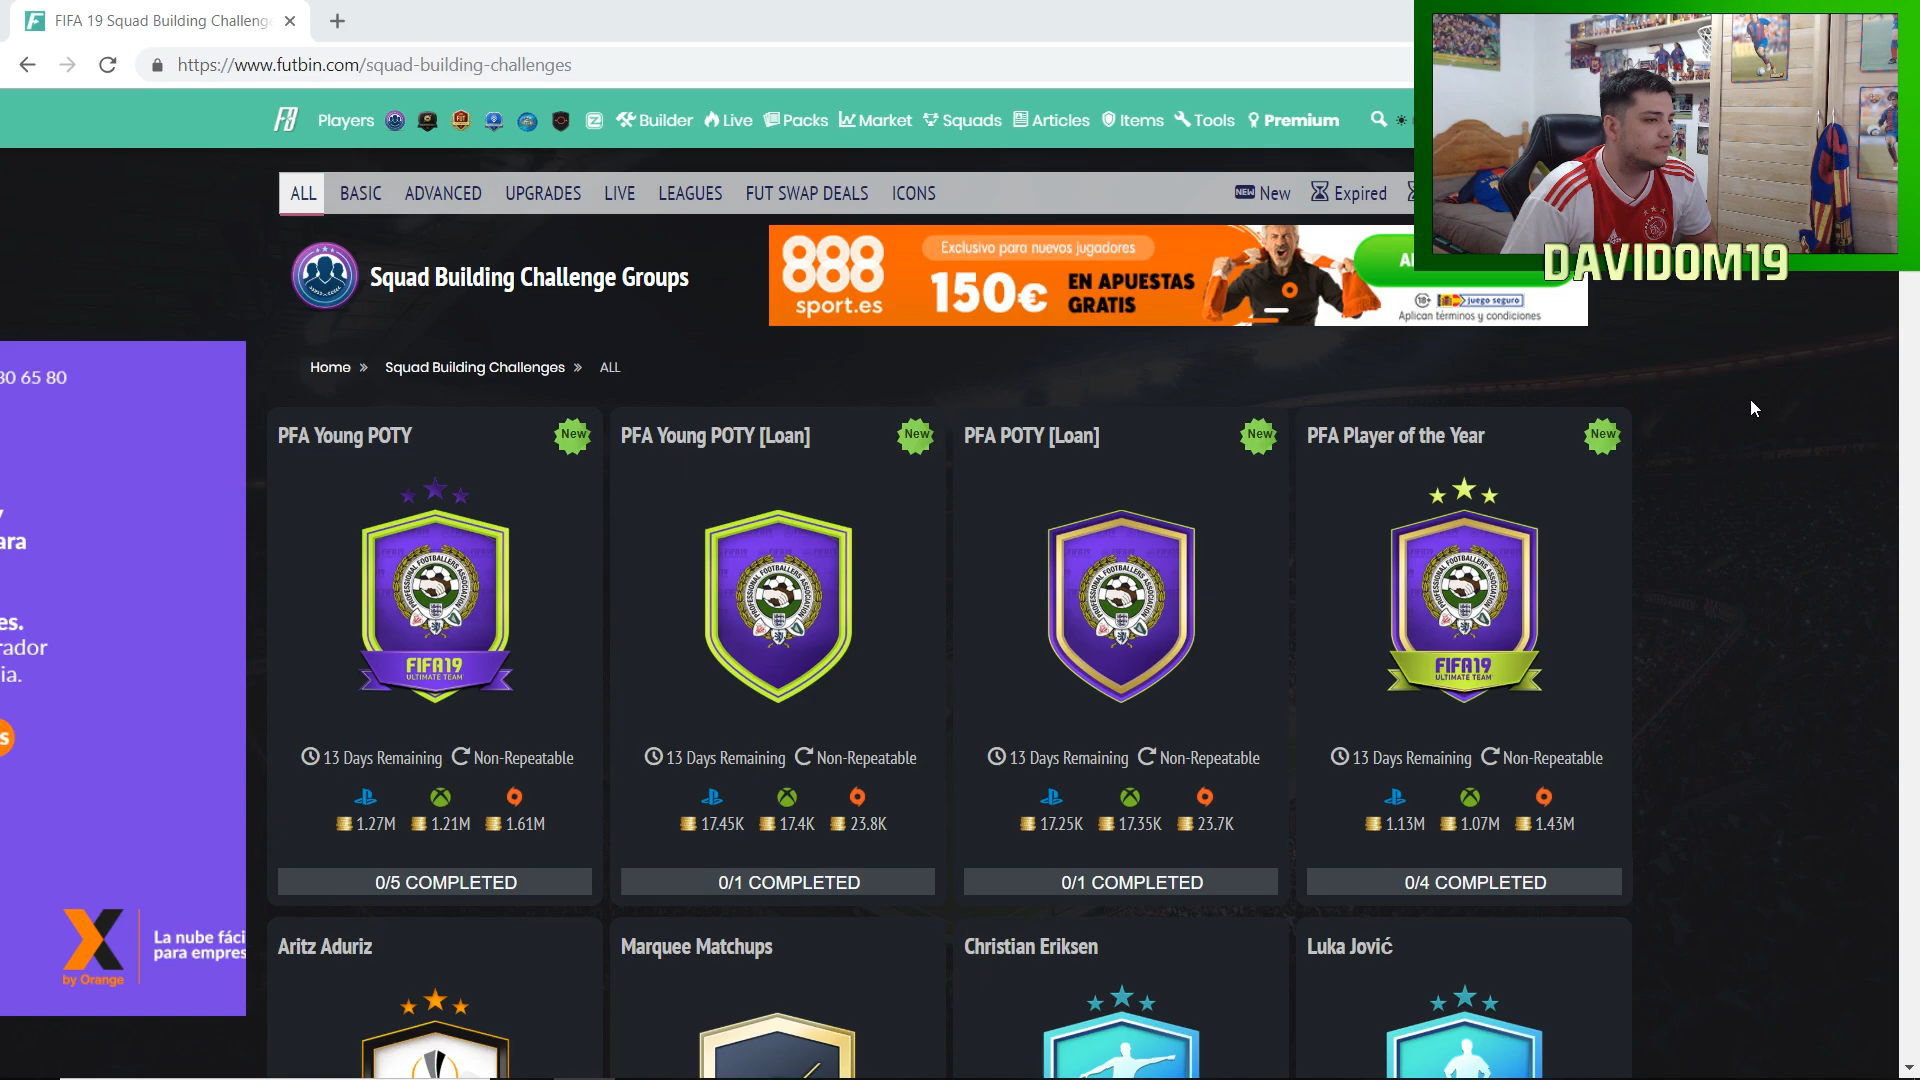 FIFA 19 Squad Building Challenge
https://www.futbin.com/squad-building-challenges
Players Builder Live Packs Market Squads Articles Items Tools Premium
ALL BASIC ADVANCED UPGRADES LIVE LEAGUES FUT SWAP DEALS ICONS NEW New Expired
DAVIDOM19
Squad Building Challenge Groups
888
sport.es
Exclusivo para nuevos jugadores
150€ EN APUESTAS
GRATIS
18+ juego seguro
Aplican términos y condiciones
Home » Squad Building Challenges » ALL
30 65 80
ara
es.
rador
ia.
s
PFA Young POTY New
FIFA19
ULTIMATE TEAM
13 Days Remaining Non-Repeatable
1.27M 1.21M 1.61M
0/5 COMPLETED
PFA Young POTY [Loan] New
13 Days Remaining Non-Repeatable
17.45K 17.4K 23.8K
0/1 COMPLETED
PFA POTY [Loan] New
13 Days Remaining Non-Repeatable
17.25K 17.35K 23.7K
0/1 COMPLETED
PFA Player of the Year New
FIFA19
ULTIMATE TEAM
13 Days Remaining Non-Repeatable
1.13M 1.07M 1.43M
0/4 COMPLETED
X
by Orange
La nube fáci
para empres
Aritz Aduriz
Marquee Matchups
Christian Eriksen
Luka Jović